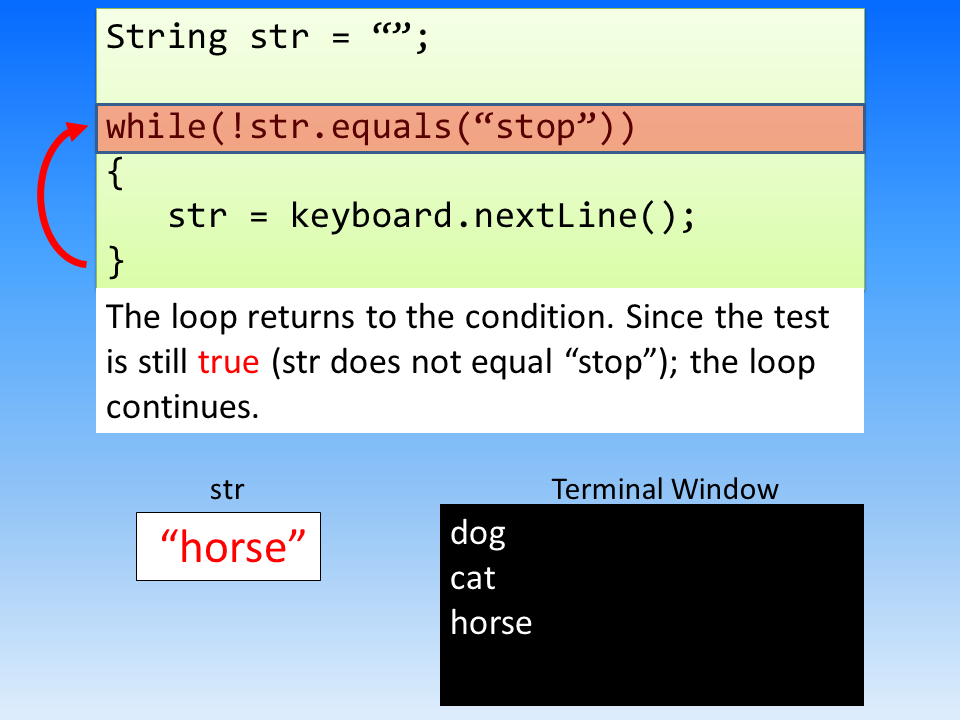 String str = “”;
while(!str.equals(“stop”))
{
str = keyboard.nextLine();
}
The loop returns to the condition. Since the test
is still true (str does not equal “stop”); the loop
continues.
str
“horse”
Terminal Window
dog
cat
horse